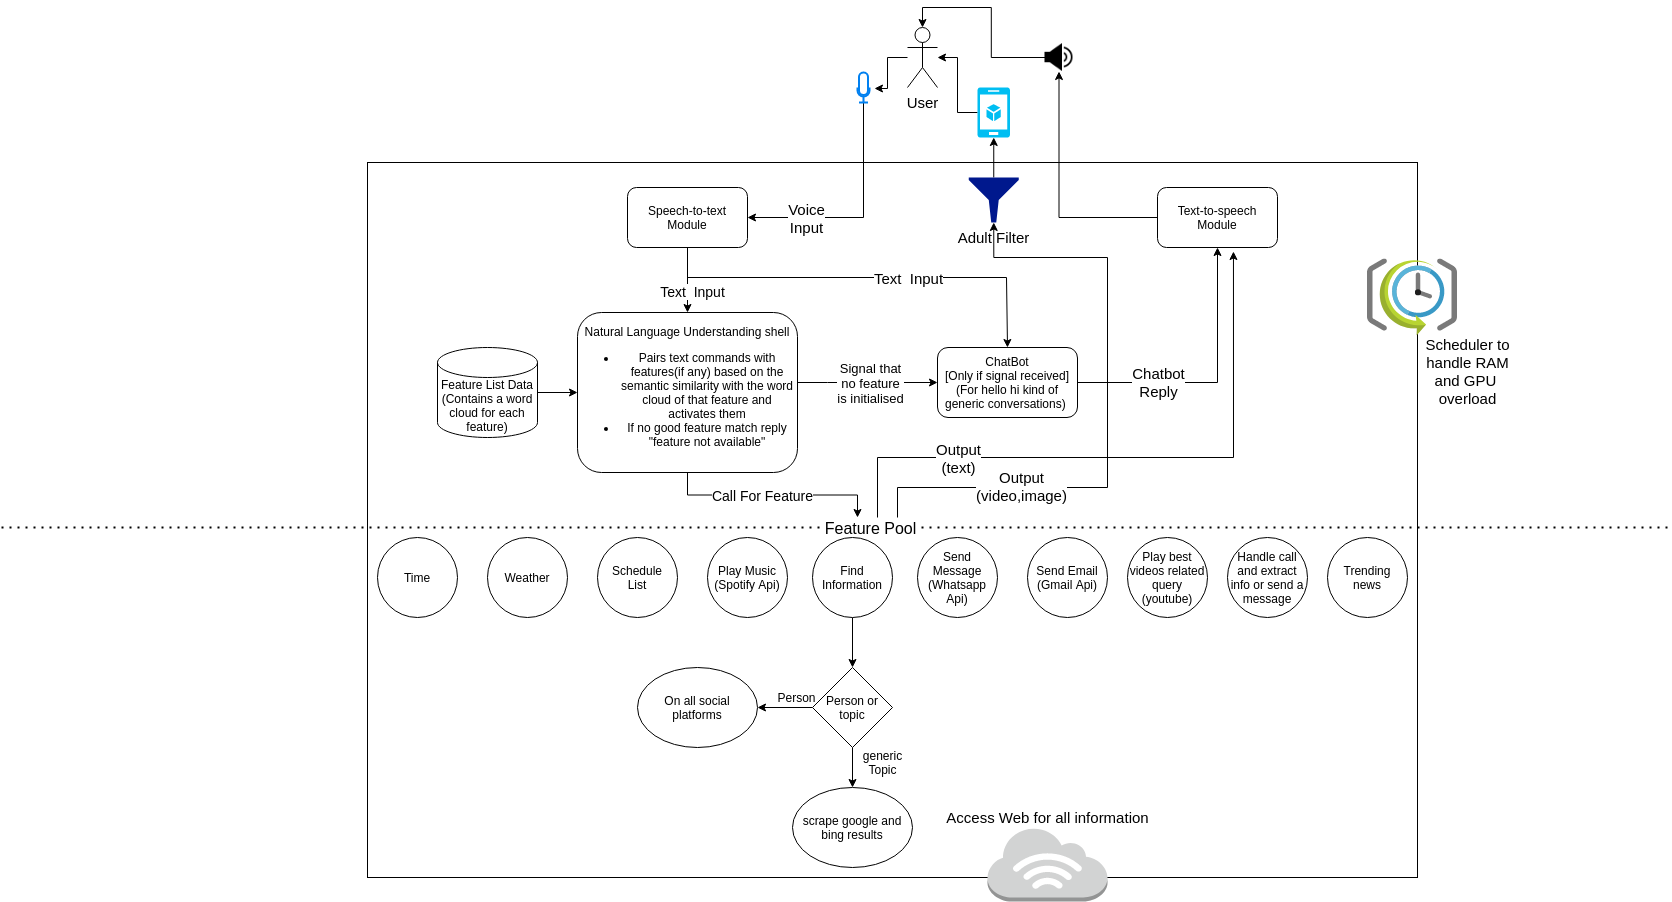 User
Speech-to-text
Module
Voice
Input
Adult Filter
Text-to-speech
Module
Text  Input
Text  Input
Scheduler to
handle RAM
and GPU
overload
Natural Language Understanding shell
Pairs text commands with
features(if any) based on the
semantic similarity with the word
cloud of that feature and
activates them
If no good feature match reply
"feature not available"
Feature List Data
(Contains a word
cloud for each
feature)
Signal that
no feature
is initialised
ChatBot
[Only if signal received]
(For hello hi kind of
generic conversations)
Chatbot
Reply
Output
(text)
Output
(video,image)
Call For Feature
Feature Pool
Time
Weather
Schedule
List
Play Music
(Spotify Api)
Find
Information
Send
Message
(Whatsapp
Api)
Send Email
(Gmail Api)
Play best
videos related
query
(youtube)
Handle call
and extract
info or send a
message
Trending
news
On all social
platforms
Person
Person or
topic
generic
Topic
scrape google and
bing results
Access Web for all information